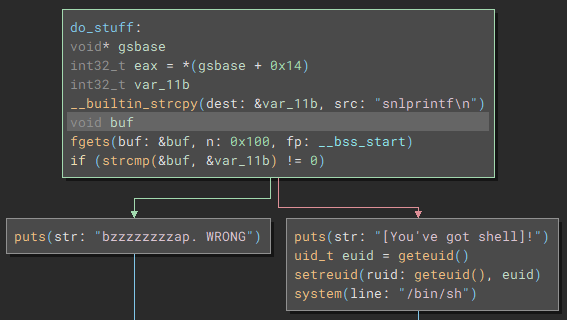 do_stuff:
void* gsbase
int32_t eax = *(gsbase + 0x14)
int32_t var_11b
__builtin_strcpy(dest: &var_11b, src: "snlprintf\n")
void buf
fgets(buf: &buf, n: 0x100, fp: __bss_start)
if (strcmp(&buf, &var_11b) != 0)
puts(str: "bzzzzzzzzap. WRONG")
puts(str: "[You've got shell]!")
uid_t euid = geteuid()
setreuid(ruid: geteuid(), euid)
system(line: "/bin/sh")